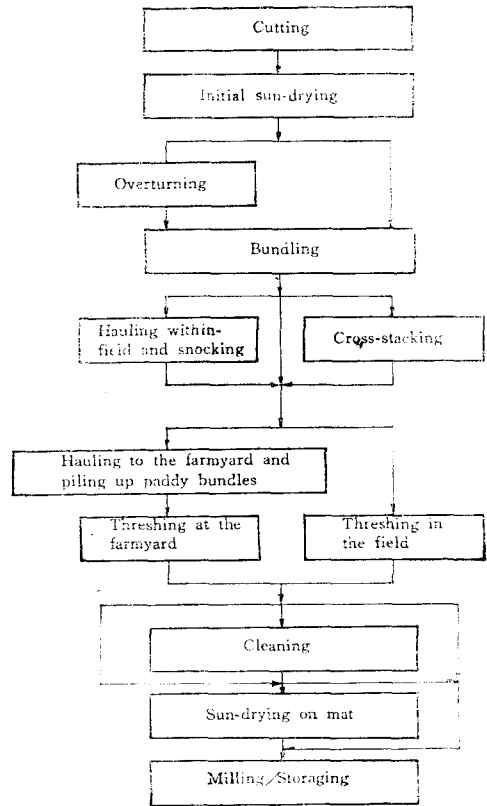 Cutting
Initial sun-drying
Overturning
Bundling
Hauling within-
field and snocking
Cross-stacking
Hauling to the farmyard and
piling up paddy bundles
Threshing at the
farmyard
Threshing in
the field
Cleaning
Sun-drying on mat
Milling/Storaging